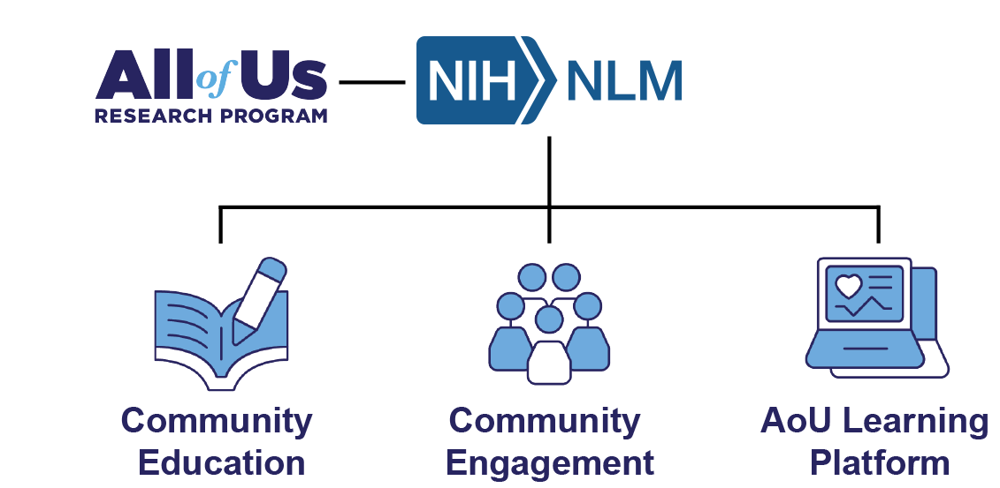 All of Us
RESEARCH PROGRAM
NIH NLM
Community
Education
Community
Engagement
AoU Learning
Platform